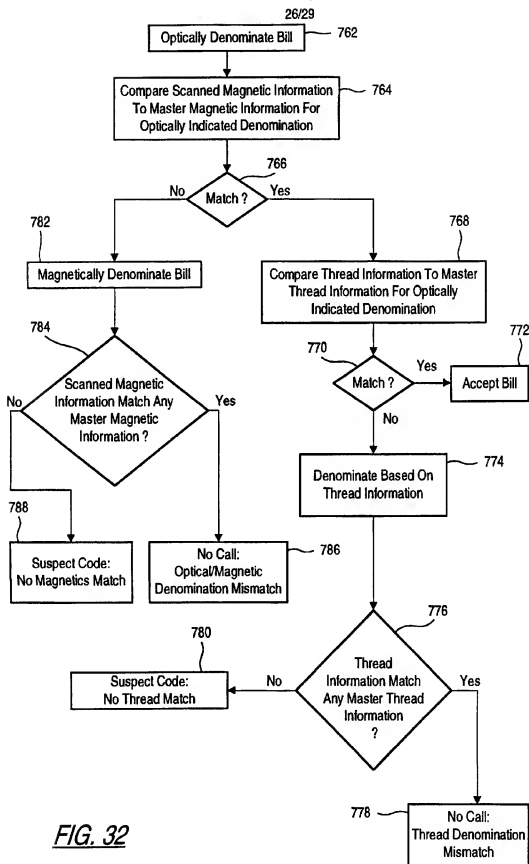 26/29
Optically Denominate Bill
762
Compare Scanned Magnetic Information
To Master Magnetic Information For
Optically Indicated Denomination
764
766
No
Match ?
Yes
782
Magnetically Denominate Bill
768
Compare Thread Information To Master
Thread Information For Optically
Indicated Denomination
784
Scanned Magnetic
Information Match Any
Master Magnetic
Information ?
No
Yes
770
Match ?
Yes
No
772
Accept Bill
774
Denominate Based On
Thread Information
788
Suspect Code:
No Magnetics Match
No Call:
Optical/Magnetic
Denomination Mismatch
786
776
Thread
Information Match
Any Master Thread
Information
?
No
Yes
780
Suspect Code:
No Thread Match
778
No Call:
Thread Denomination
Mismatch
FIG. 32